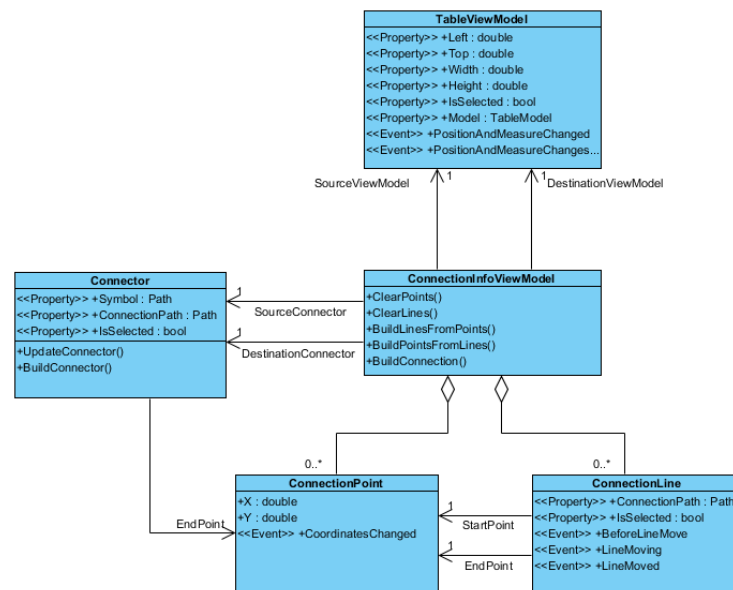 TableViewModel
<<Property>> +Left : double
<<Property>> +Top : double
<<Property>> +Width : double
<<Property>> +Height : double
<<Property>> +IsSelected : bool
<<Property>> +Model : TableModel
<<Event>> +PositionAndMeasureChanged
<<Event>> +PositionAndMeasureChanges...
SourceViewModel
1
1
DestinationViewModel
Connector
<<Property>> +Symbol : Path
<<Property>> +ConnectionPath : Path
<<Property>> +IsSelected : bool
+UpdateConnector()
+BuildConnector()
1
SourceConnector
1
DestinationConnector
ConnectionInfoViewModel
+ClearPoints()
+ClearLines()
+BuildLinesFromPoints()
+BuildPointsFromLines()
+BuildConnection()
0..*
0..*
EndPoint
ConnectionPoint
+X : double
+Y : double
<<Event>> +CoordinatesChanged
1
StartPoint
1
EndPoint
ConnectionLine
<<Property>> +ConnectionPath : Path
<<Property>> +IsSelected : bool
<<Event>> +BeforeLineMove
<<Event>> +LineMoving
<<Event>> +LineMoved